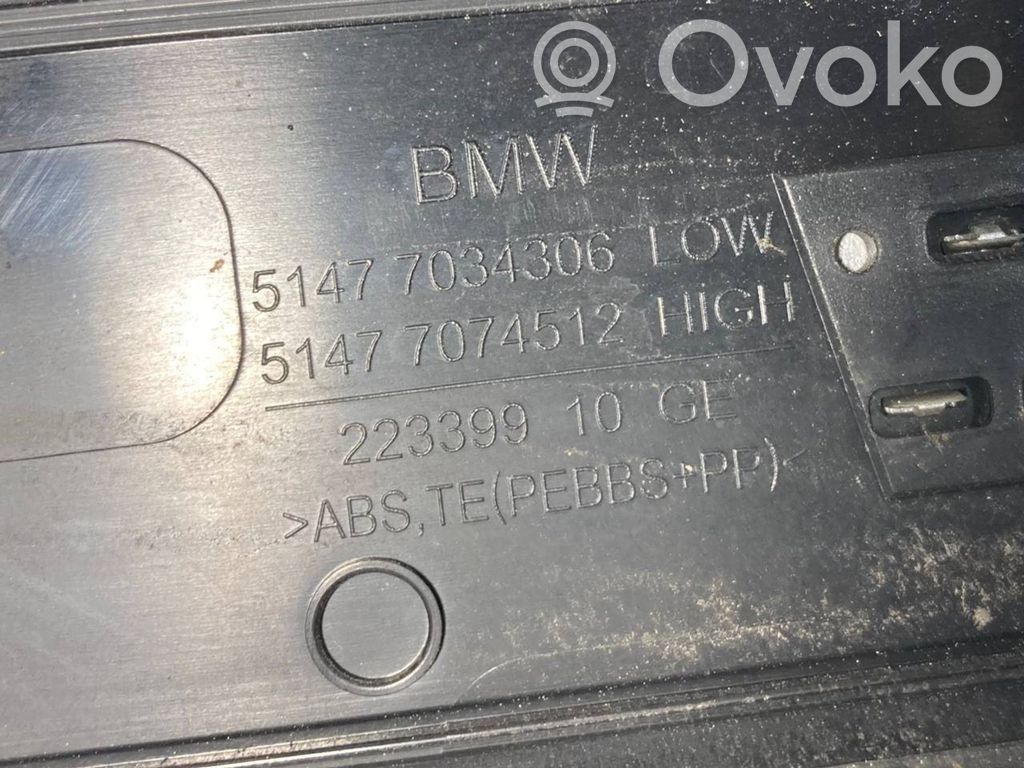 Ovoko
BMW
5147 7034306 LOW
5147 7074512 HIGH
223399 10 GE
>ABS,TE(PEBBS+PP)<